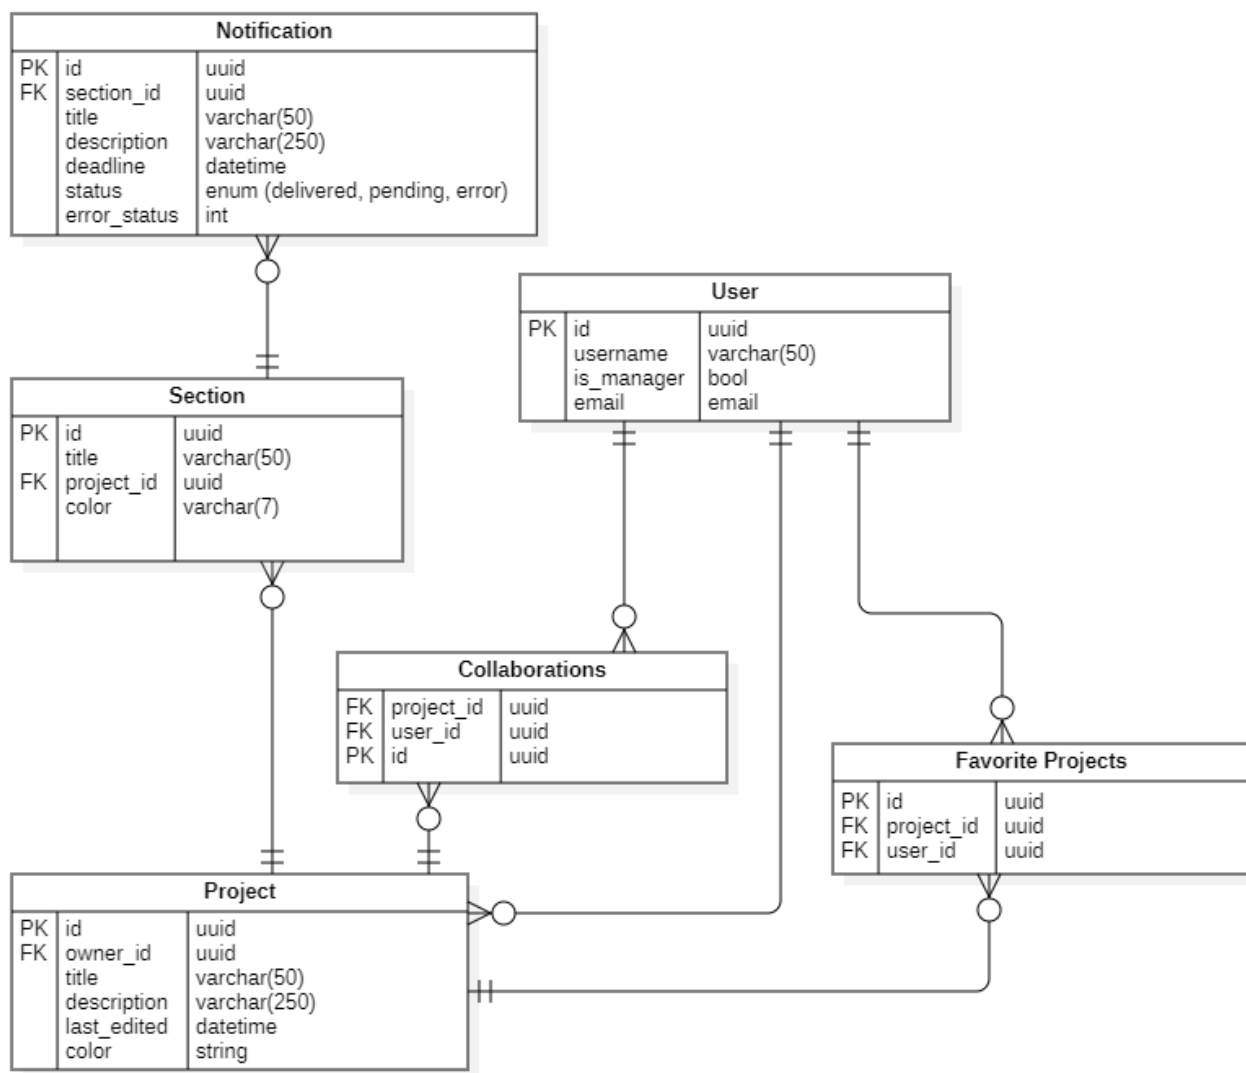 Notification
PK id uuid
FK section_id uuid
title varchar(50)
description varchar(250)
deadline datetime
status enum (delivered, pending, error)
error_status int
User
PK id uuid
username varchar(50)
is_manager bool
email email
Section
PK id uuid
title varchar(50)
FK project_id uuid
color varchar(7)
Collaborations
FK project_id uuid
FK user_id uuid
PK id uuid
Favorite Projects
PK id uuid
FK project_id uuid
FK user_id uuid
Project
PK id uuid
FK owner_id uuid
title varchar(50)
description varchar(250)
last_edited datetime
color string